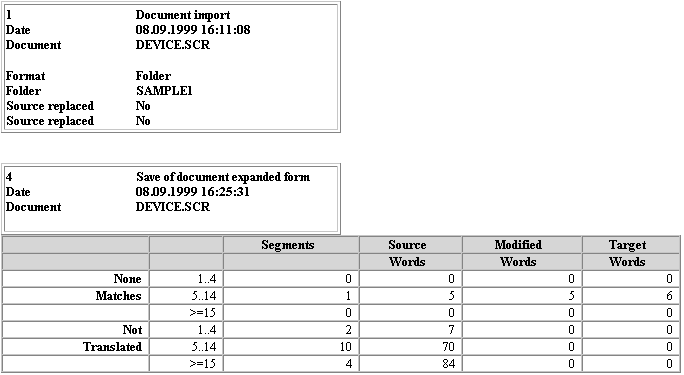 1 Document import
Date 08.09.1999 16:11:08
Document DEVICE.SCR
Format Folder
Folder SAMPLE1
Source replaced No
Source replaced No
4 Save of document expanded form
Date 08.09.1999 16:25:31
Document DEVICE.SCR
Segments Source Modified Target
Words Words Words
None 1..4 0 0 0 0
Matches 5..14 1 5 5 6
>=15 0 0 0 0
Not 1..4 2 7 0 0
Translated 5..14 10 70 0 0
>=15 4 84 0 0